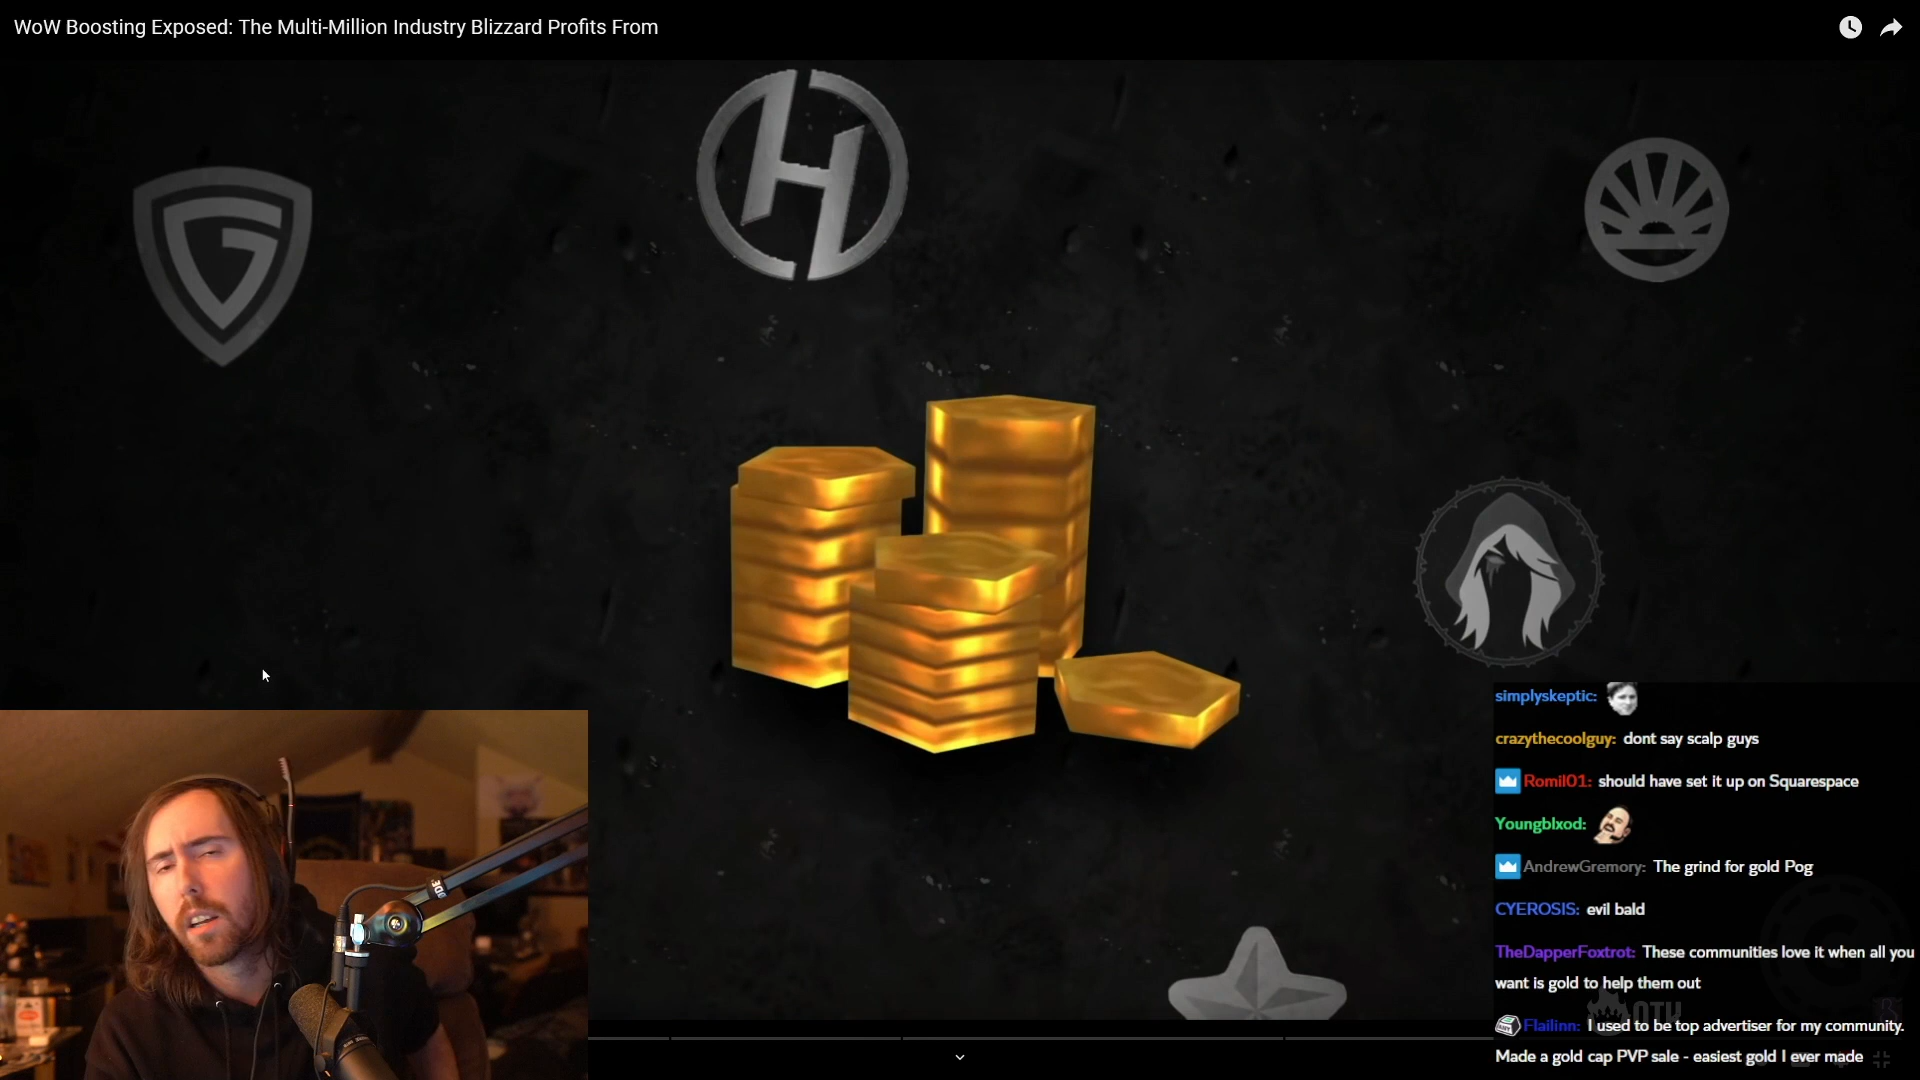 WoW Boosting Exposed: The Multi-Million Industry Blizzard Profits From
simplyskeptic:
crazythecoolguy: dont say scalp guys
Romil01: should have set it up on Squarespace
Youngblxod:
AndrewGremory: The grind for gold Pog
CYEROSIS: evil bald
TheDapperFoxtrot: These communities love it when all you
want is gold to help them out
Flailinn: I used to be top advertiser for my community.
Made a gold cap PVP sale - easiest gold I ever made
OTK